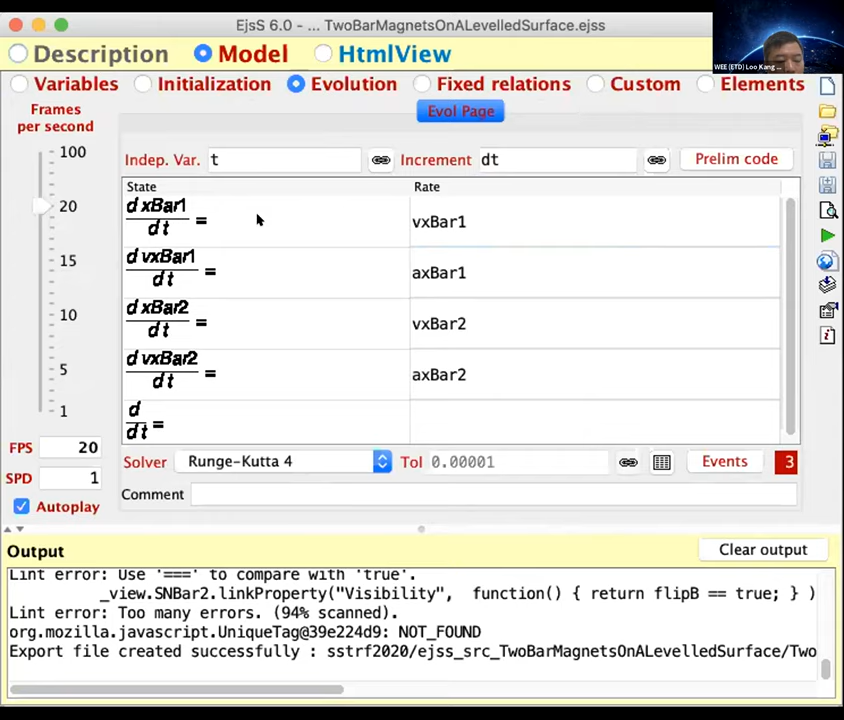 EjsS 6.0 - ... TwoBarMagnetsOnALevelledSurface.ejss
WEE (ETD) Loo Kang ...
Description Model HtmlView
Variables Initialization Evolution Fixed relations Custom Elements
Frames
per second
100
20
15
10
5
1
FPS 20
SPD 1
Autoplay
Evol Page
Indep. Var. t Increment dt Prelim code
State Rate
d xBar1
d t
= vxBar1
d vxBar1
d t
= axBar1
d xBar2
d t
= vxBar2
d vxBar2
d t
= axBar2
d
d t
=
Solver Runge-Kutta 4 Tol 0.00001 Events 3
Comment
Output Clear output
Lint error: Use '===' to compare with 'true'.
_view.SNBar2.linkProperty("Visibility", function() { return flipB == true; } )
Lint error: Too many errors. (94% scanned).
org.mozilla.javascript.UniqueTag@39e224d9: NOT_FOUND
Export file created successfully : sstrf2020/ejss_src_TwoBarMagnetsOnALevelledSurface/Two